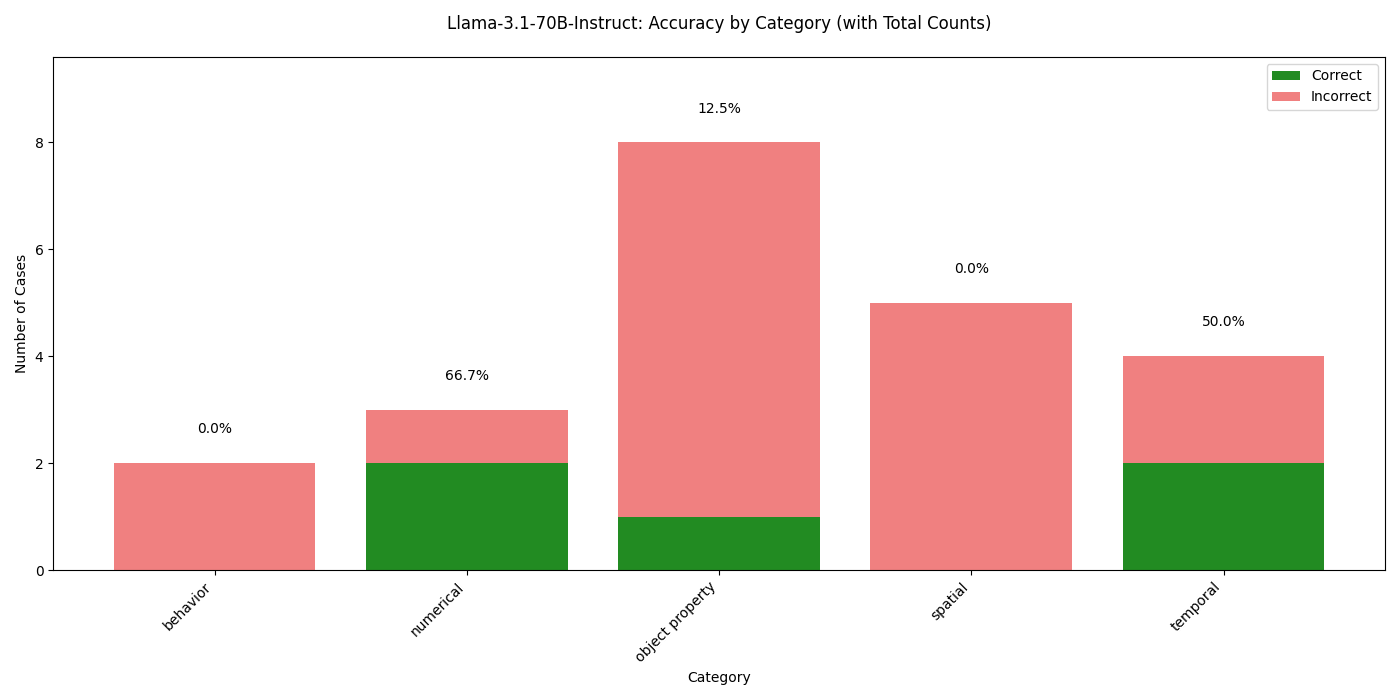 Llama-3.1-70B-Instruct: Accuracy by Category (with Total Counts)
Correct
Incorrect
12.5%
8
6
0.0%
50.0%
Number of Cases
4
66.7%
0.0%
2
0
behavior
numerical
object property
spatial
temporal
Category